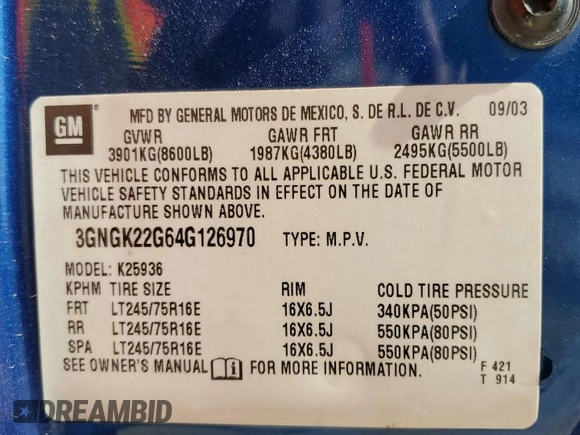 GM
MFD BY GENERAL MOTORS DE MEXICO, S. DE R.L. DE C.V. 09/03
GVWR GAWR FRT GAWR RR
3901KG(8600LB) 1987KG(4380LB) 2495KG(5500LB)
THIS VEHICLE CONFORMS TO ALL APPLICABLE U.S. FEDERAL MOTOR
VEHICLE SAFETY STANDARDS IN EFFECT ON THE DATE OF
MANUFACTURE SHOWN ABOVE.
3GNGK22G64G126970 TYPE: M.P.V.
MODEL: K25936
KPHM TIRE SIZE RIM COLD TIRE PRESSURE
FRT LT245/75R16E 16X6.5J 340KPA(50PSI)
RR LT245/75R16E 16X6.5J 550KPA(80PSI)
SPA LT245/75R16E 16X6.5J 550KPA(80PSI)
SEE OWNER'S MANUAL FOR MORE INFORMATION. F 421
T 914
DREAMBID